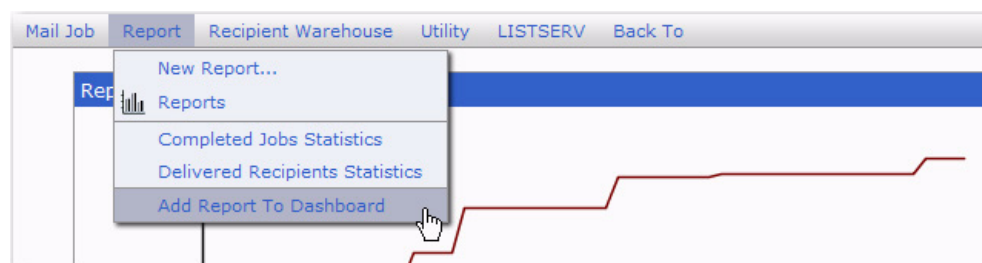 Mail Job Report Recipient Warehouse Utility LISTSERV Back To
New Report...
Rep
Reports
Completed Jobs Statistics
Delivered Recipients Statistics
Add Report To Dashboard